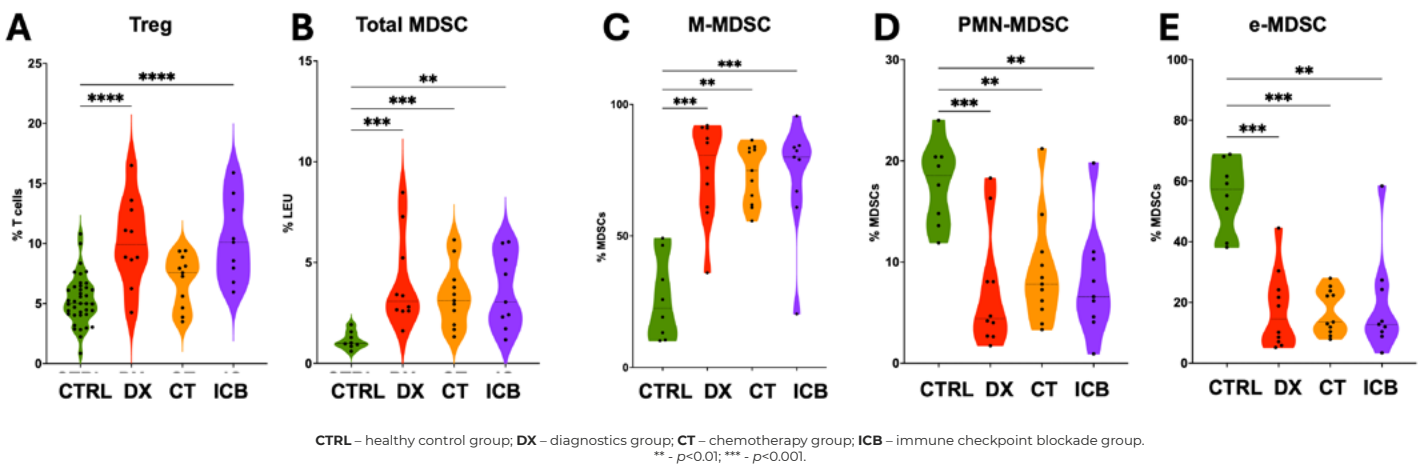 A Treg
B Total MDSC
C M-MDSC
D PMN-MDSC
E e-MDSC
% T cells
25
20
15
10
5
0
****
****
CTRL DX CT ICB
% LEU
15
10
5
0
**
***
***
CTRL DX CT ICB
% MDSCs
100
50
0
***
**
***
CTRL DX CT ICB
% MDSCs
30
20
10
0
**
**
***
CTRL DX CT ICB
% MDSCs
100
80
60
40
20
0
**
***
***
CTRL DX CT ICB
CTRL – healthy control group; DX – diagnostics group; CT – chemotherapy group; ICB – immune checkpoint blockade group.
** - p<0.01; *** - p<0.001.